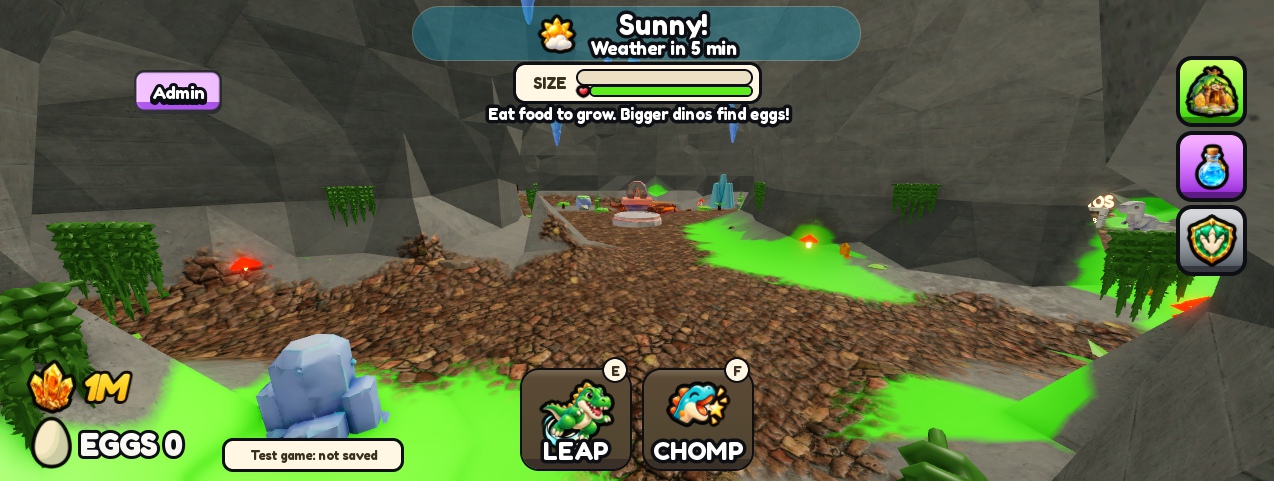 Sunny!
Weather in 5 min
SIZE
Eat food to grow. Bigger dinos find eggs!
Admin
1M
EGGS 0
Test game: not saved
E
LEAP
F
CHOMP